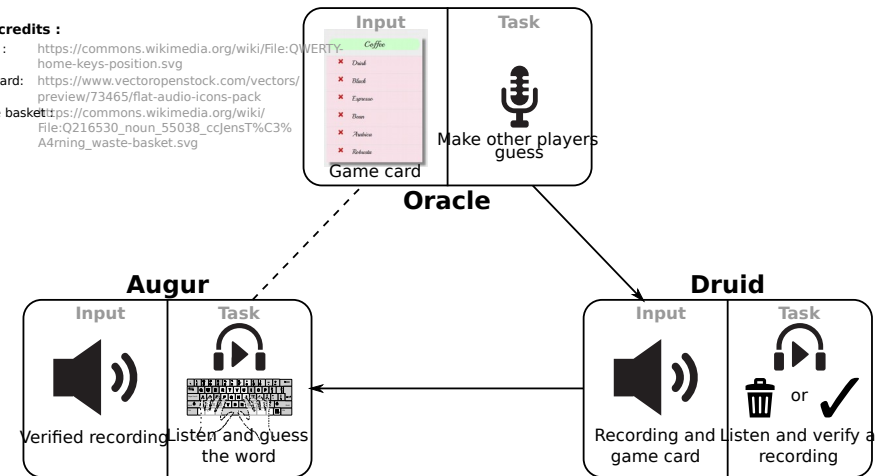 credits :
: https://commons.wikimedia.org/wiki/File:QWERTY-
home-keys-position.svg
ard: https://www.vectoropenstock.com/vectors/
preview/73465/flat-audio-icons-pack
basket : https://commons.wikimedia.org/wiki/
File:Q216530_noun_55038_ccJensT%C3%
A4rning_waste-basket.svg
Input
Coffee
Drink
Black
Espresso
Bean
Arabica
Robusta
Game card
Task
Make other players
guess
Oracle
Augur
Input
Verified recording
Task
Listen and guess
the word
Druid
Input
Recording and
game card
Task
or
Listen and verify a
recording